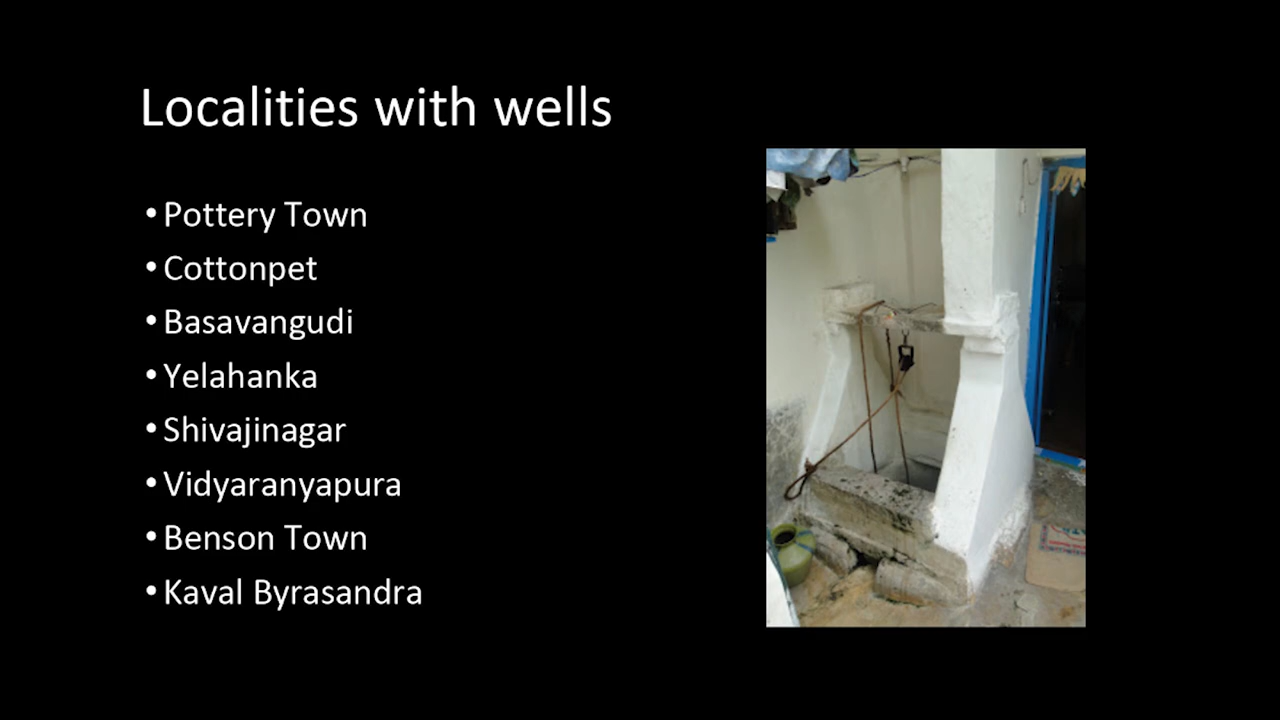 Localities with wells
•Pottery Town
•Cottonpet
•Basavangudi
•Yelahanka
•Shivajinagar
•Vidyaranyapura
•Benson Town
•Kaval Byrasandra